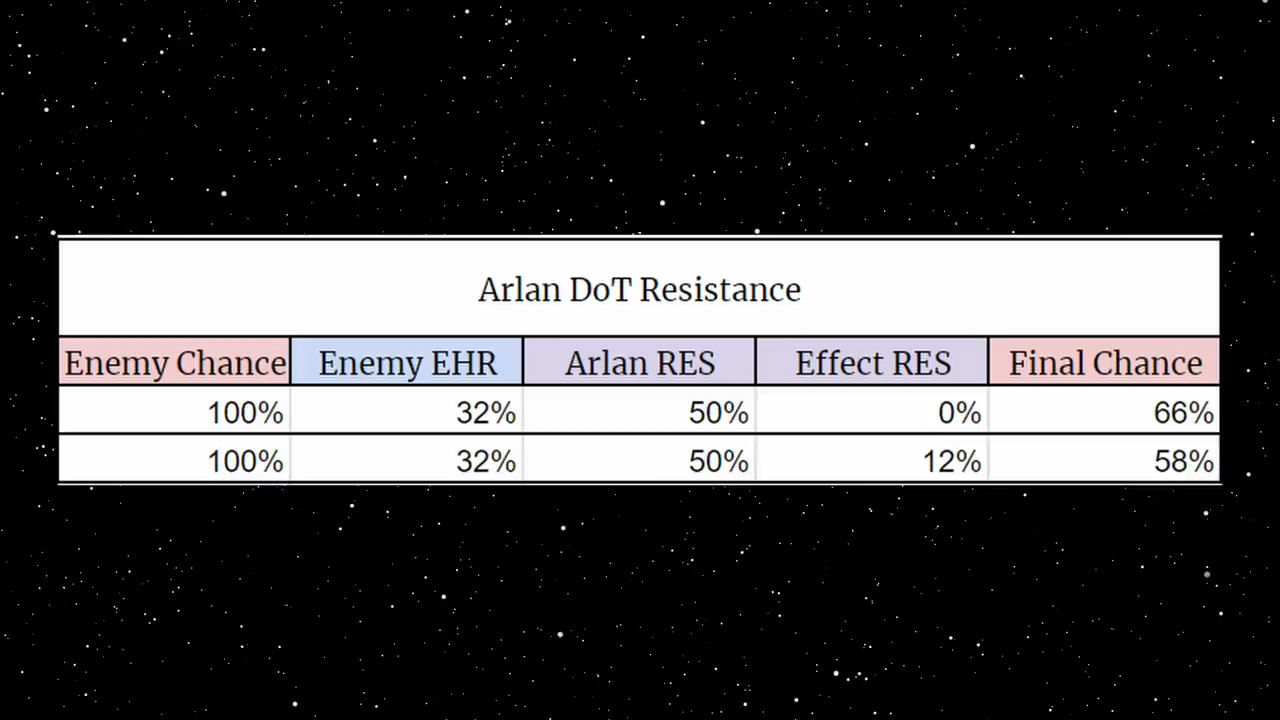 Arlan DoT Resistance
Enemy Chance Enemy EHR Arlan RES Effect RES Final Chance
100% 32% 50% 0% 66%
100% 32% 50% 12% 58%